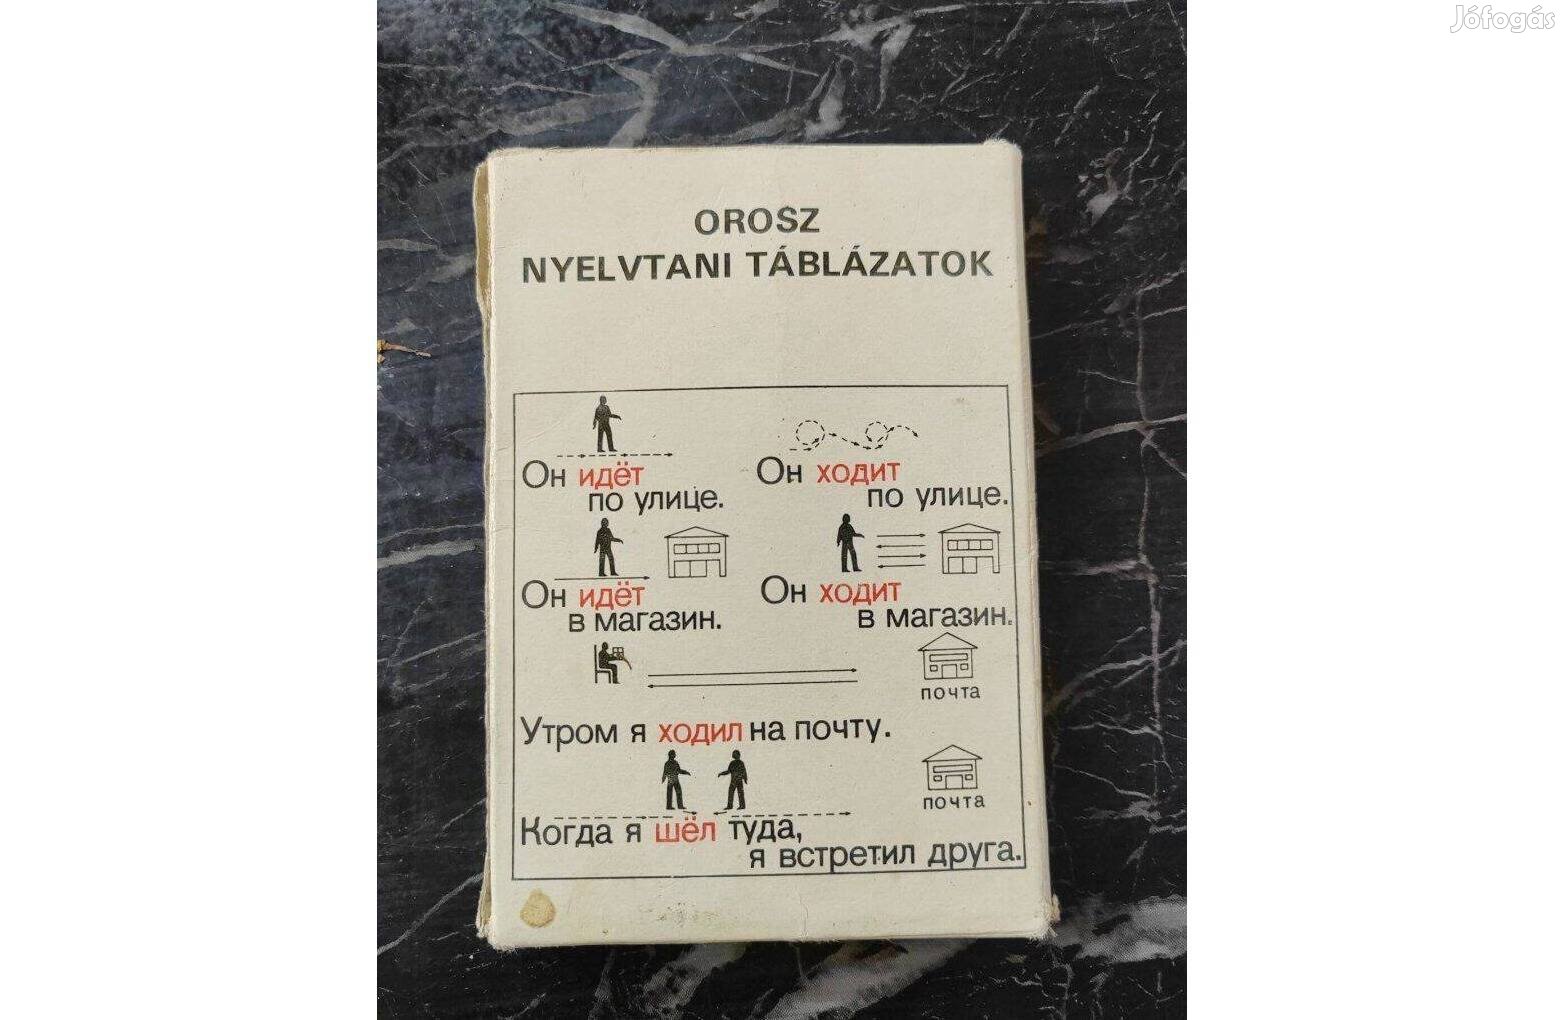 Jófogás
OROSZ
NYELVTANI TÁBLÁZATOK
Он идёт
по улице.
Он ходит
по улице.
Он идёт
в магазин.
Он ходит
в магазин.
почта
Утром я ходил на почту.
почта
Когда я шёл туда,
я встретил друга.